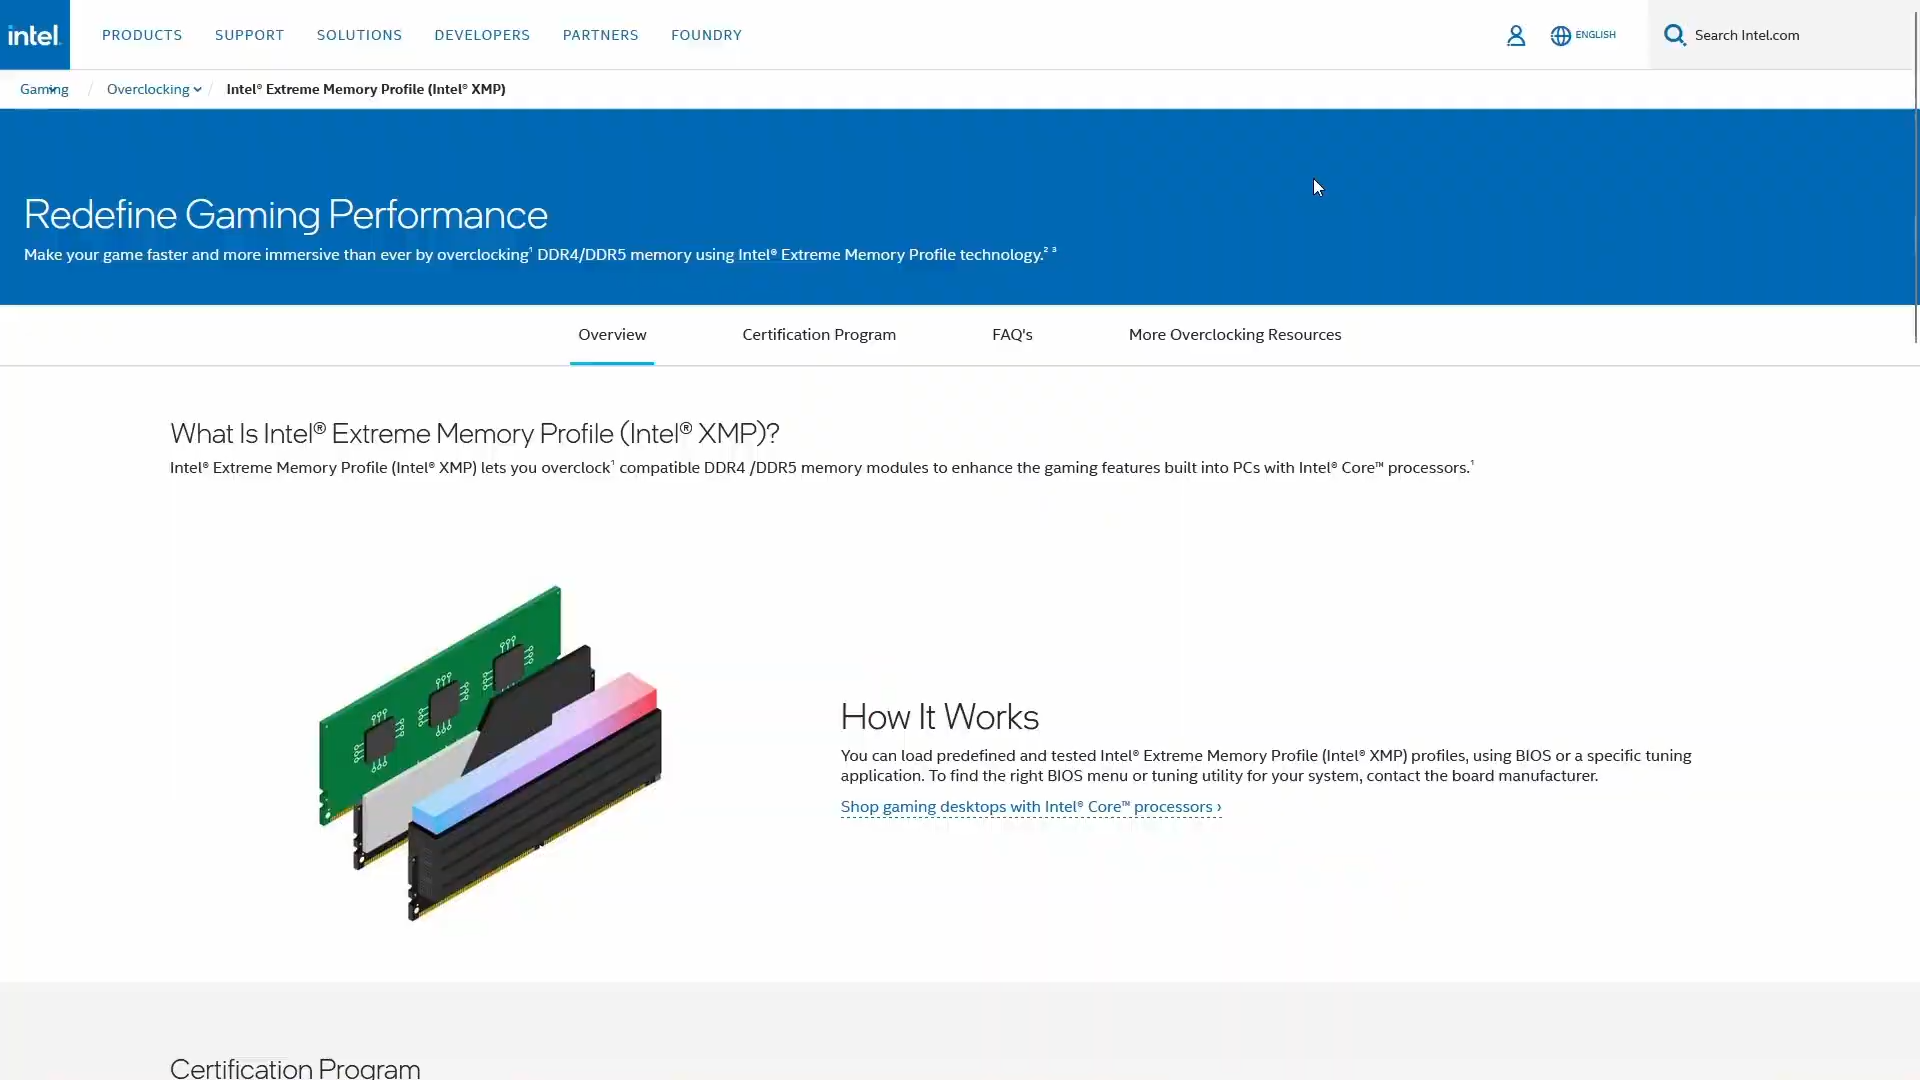 intel.
PRODUCTS
SUPPORT
SOLUTIONS
DEVELOPERS
PARTNERS
FOUNDRY
ENGLISH
Search Intel.com
Gaming / Overclocking / Intel® Extreme Memory Profile (Intel® XMP)
Redefine Gaming Performance
Make your game faster and more immersive than ever by overclocking¹ DDR4/DDR5 memory using Intel® Extreme Memory Profile technology.² ³
Overview
Certification Program
FAQ's
More Overclocking Resources
What Is Intel® Extreme Memory Profile (Intel® XMP)?
Intel® Extreme Memory Profile (Intel® XMP) lets you overclock¹ compatible DDR4 /DDR5 memory modules to enhance the gaming features built into PCs with Intel® Core™ processors.¹
How It Works
You can load predefined and tested Intel® Extreme Memory Profile (Intel® XMP) profiles, using BIOS or a specific tuning
application. To find the right BIOS menu or tuning utility for your system, contact the board manufacturer.
Shop gaming desktops with Intel® Core™ processors ›
Certification Program